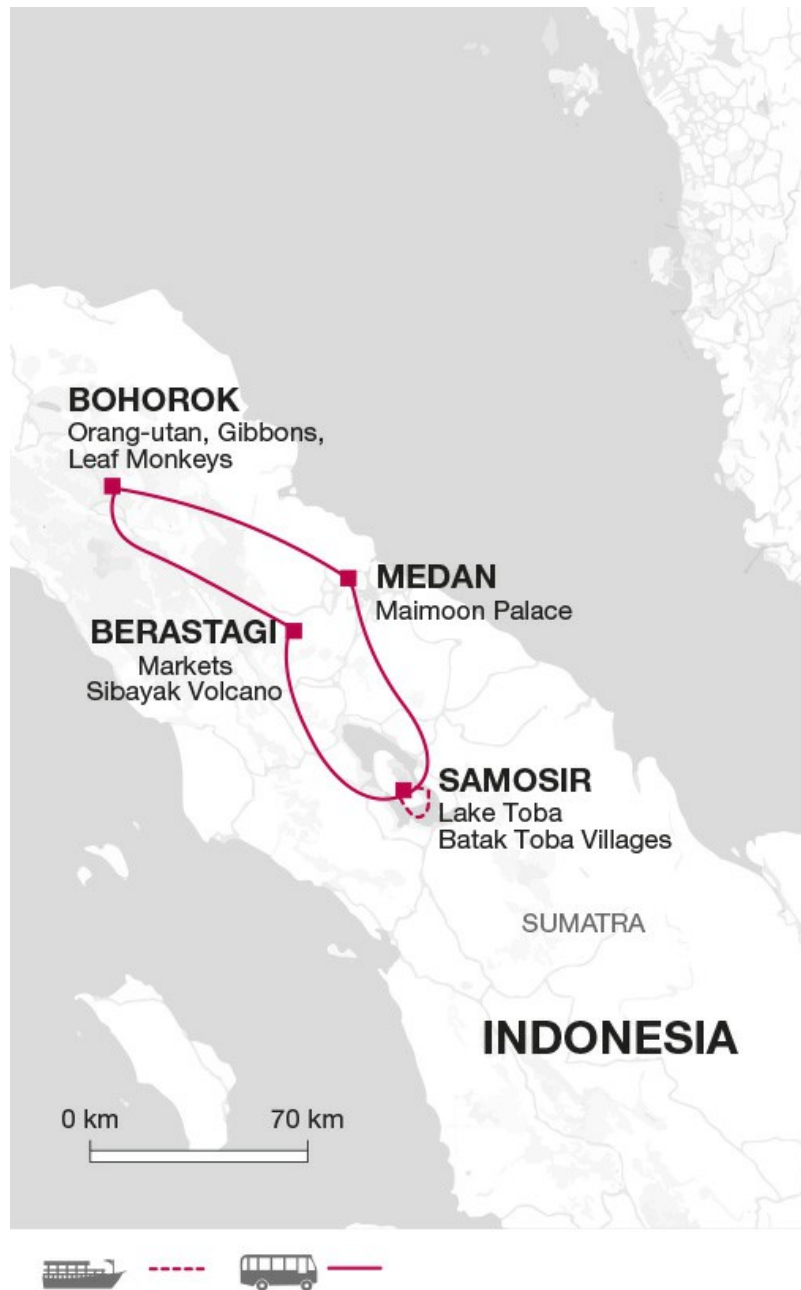 BOHOROK
Orang-utan, Gibbons,
Leaf Monkeys
MEDAN
Maimoon Palace
BERASTAGI
Markets
Sibayak Volcano
SAMOSIR
Lake Toba
Batak Toba Villages
SUMATRA
INDONESIA
0 km 70 km